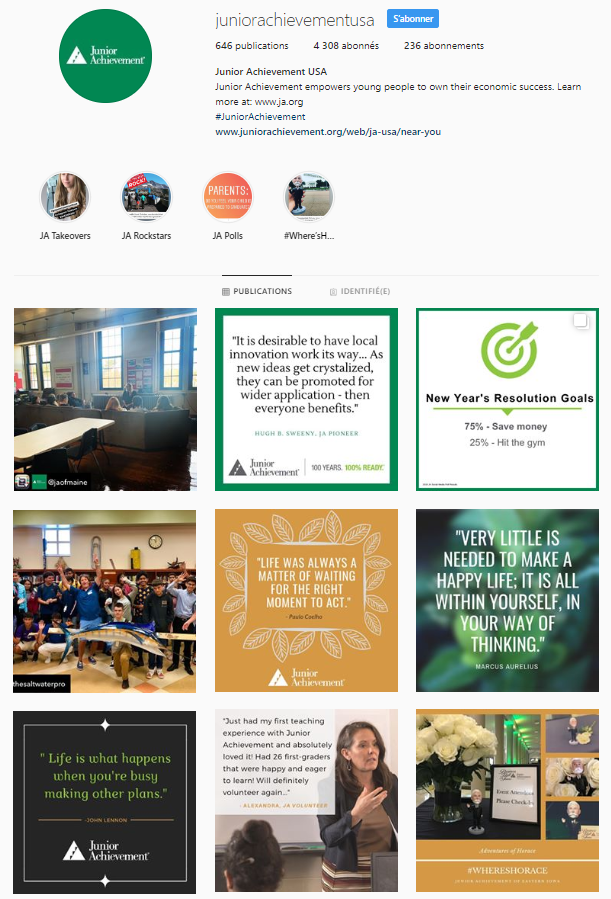 juniorachievementusa S'abonner
646 publications 4 308 abonnés 236 abonnements
Junior Achievement USA
Junior Achievement empowers young people to own their economic success. Learn
more at: www.ja.org
#JuniorAchievement
www.juniorachievement.org/web/ja-usa/near-you
Junior
Achievement®
ROCK!
PARENTS:
JA Takeovers JA Rockstars JA Polls #Where'sH...
PUBLICATIONS IDENTIFIÉ(E)
@jaofmaine
"It is desirable to have local
innovation work its way... As
new ideas get crystalized,
they can be promoted for
wider application - then
everyone benefits."
HUGH B. SWEENY, JA PIONEER
Junior
Achievement®
100 YEARS. 100% READY.
New Year's Resolution Goals
75% - Save money
25% - Hit the gym
thesaltwaterpro
"LIFE WAS ALWAYS A
MATTER OF WAITING
FOR THE RIGHT
MOMENT TO ACT."
- Paulo Coelho
Junior
Achievement®
"VERY LITTLE IS
NEEDED TO MAKE A
HAPPY LIFE; IT IS ALL
WITHIN YOURSELF, IN
YOUR WAY OF
THINKING."
MARCUS AURELIUS
" Life is what happens
when you're busy
making other plans."
-JOHN LENNON
Junior
Achievement®
"Just had my first teaching
experience with Junior
Achievement and absolutely
loved it! Had 26 first-graders
that were happy and eager
to learn! Will definitely
volunteer again..."
- ALEXANDRA, JA VOLUNTEER
Event Attendees
Please Check
Adventures of Horace
#WHERESHORACE
JUNIOR ACHIEVEMENT OF EASTERN IOWA